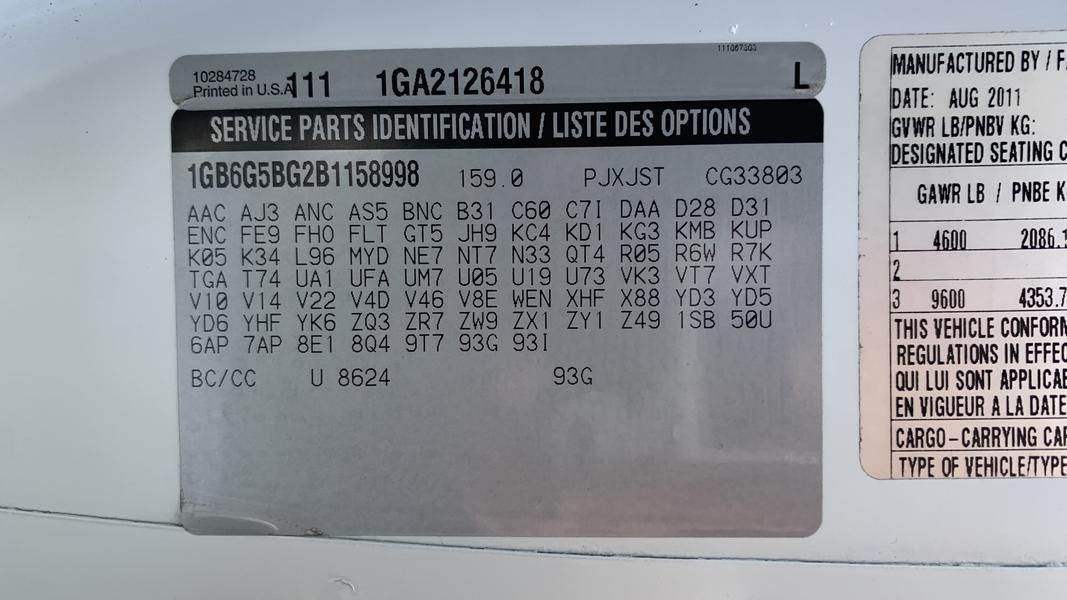 111067303
10284728
Printed in U.S.A
111 1GA2126418 L
SERVICE PARTS IDENTIFICATION / LISTE DES OPTIONS
1GB6G5BG2B1158998 159.0 PJXJST CG33803
AAC AJ3 ANC AS5 BNC B31 C60 C7I DAA D28 D31
ENC FE9 FHO FLT GT5 JH9 KC4 KD1 KG3 KMB KUP
K05 K34 L96 MYD NE7 NT7 N33 QT4 R05 R6W R7K
TGA T74 UA1 UFA UM7 U05 U19 U73 VK3 VT7 VXT
V10 V14 V22 V4D V46 V8E WEN XHF X88 YD3 YD5
YD6 YHF YK6 ZQ3 ZR7 ZW9 ZX1 ZY1 Z49 1SB 50U
6AP 7AP 8E1 8Q4 9T7 93G 93I
BC/CC U 8624 93G
MANUFACTURED BY / F
DATE: AUG 2011
GVWR LB/PNBV KG:
DESIGNATED SEATING C
GAWR LB / PNBE K
1 4600 2086.1
2
3 9600 4353.7
THIS VEHICLE CONFORM
REGULATIONS IN EFFEC
QUI LUI SONT APPLICAB
EN VIGUEUR A LA DATE
CARGO-CARRYING CAP
TYPE OF VEHICLE/TYPE